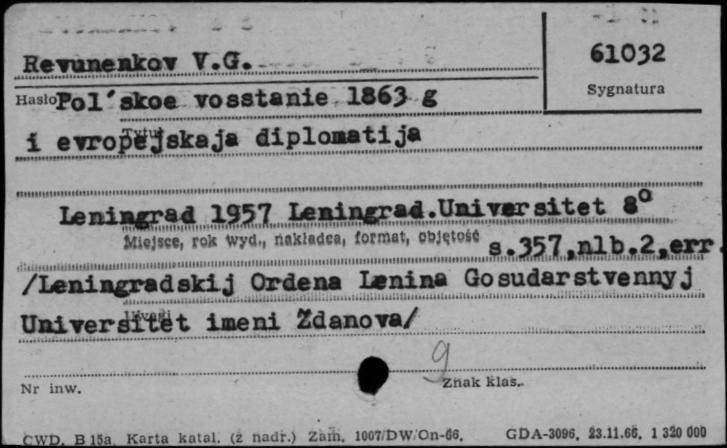 Revunenkov V.G.
61032
Sygnatura
Hasło Pol´skoe vosstanie 1863 g
Tytuł
i evropejskaja diplomatija
Leningrad 1957 Leningrad.Universitet 8°
Miejsce, rok wyd., nakładca, format, objętość s.357,nlb.2,err.
/Leningradskij Ordena Lenina Gosudarstvennyj
Uwagi
Universitet imeni Ždanova/
9
Nr inw.
Znak klas.
CWD. B 15a. Karta katal. (z nadr.) Zam. 1007/DW/On-66. GDA-3096. 23.11.66. 1 320 000